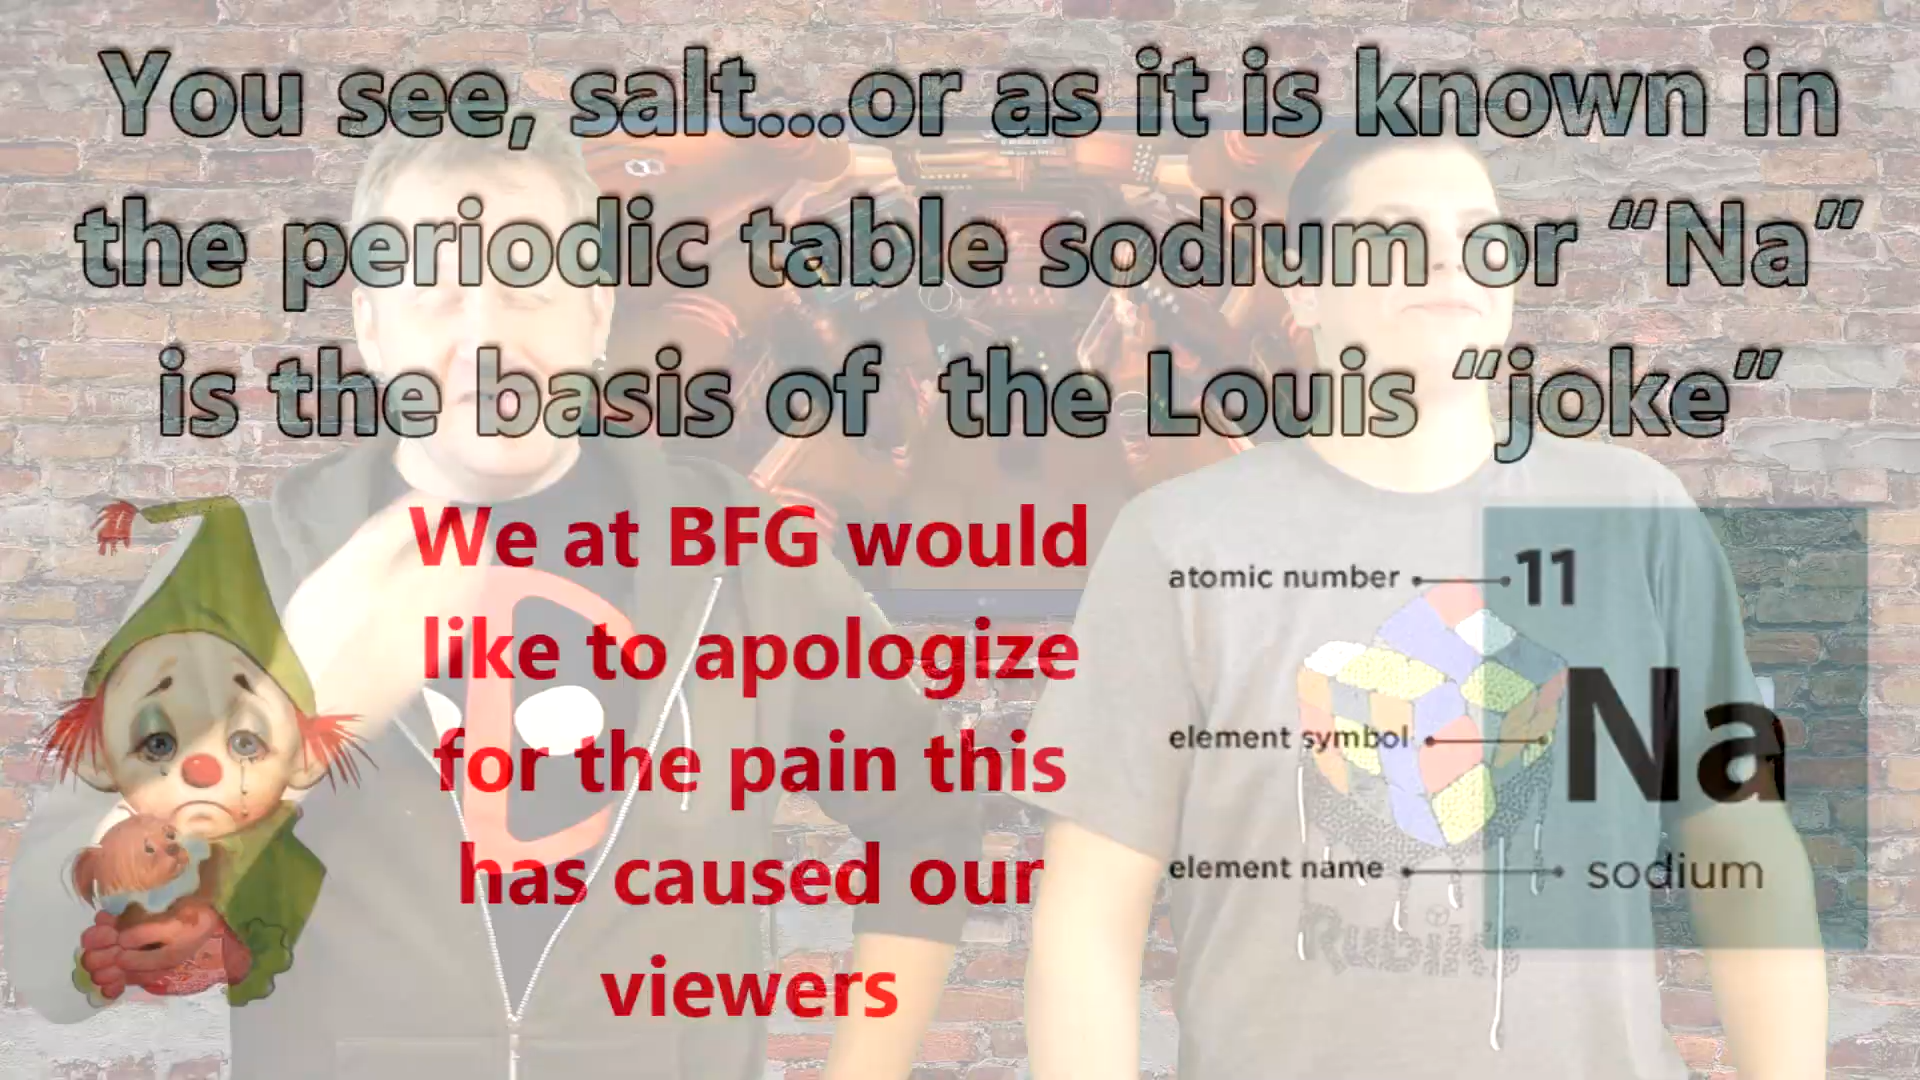 You see, salt...or as it is known in
the periodic table sodium or “Na”
is the basis of the Louis “joke”
We at BFG would
like to apologize
for the pain this
has caused our
viewers
atomic number
11
element symbol
Na
element name
sodium
Rubik's